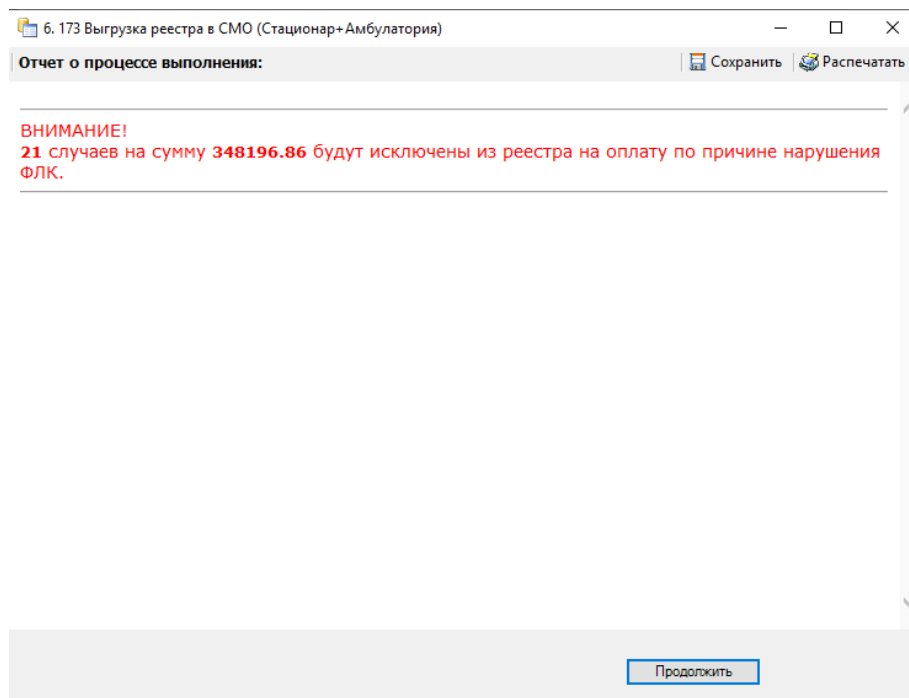 6. 173 Выгрузка реестра в СМО (Стационар+Амбулатория)
Отчет о процессе выполнения: Сохранить Распечатать
ВНИМАНИЕ!
21 случаев на сумму 348196.86 будут исключены из реестра на оплату по причине нарушения
ФЛК.
Продолжить